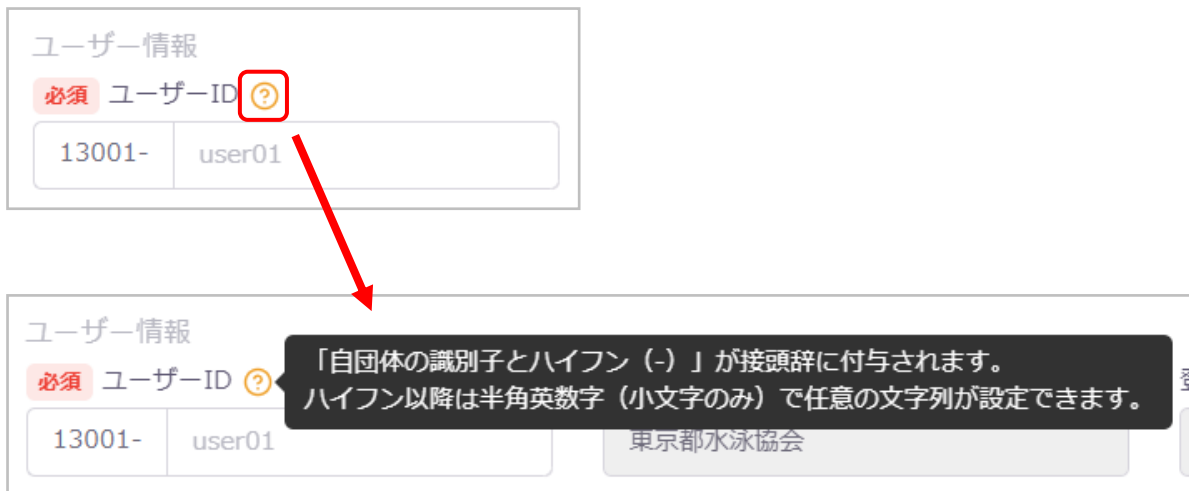 ユーザー情報
必須 ユーザーID ?
13001- user01
ユーザー情報
必須 ユーザーID ?
「自団体の識別子とハイフン（-）」が接頭辞に付与されます。
ハイフン以降は半角英数字（小文字のみ）で任意の文字列が設定できます。
13001- user01
東京都水泳協会